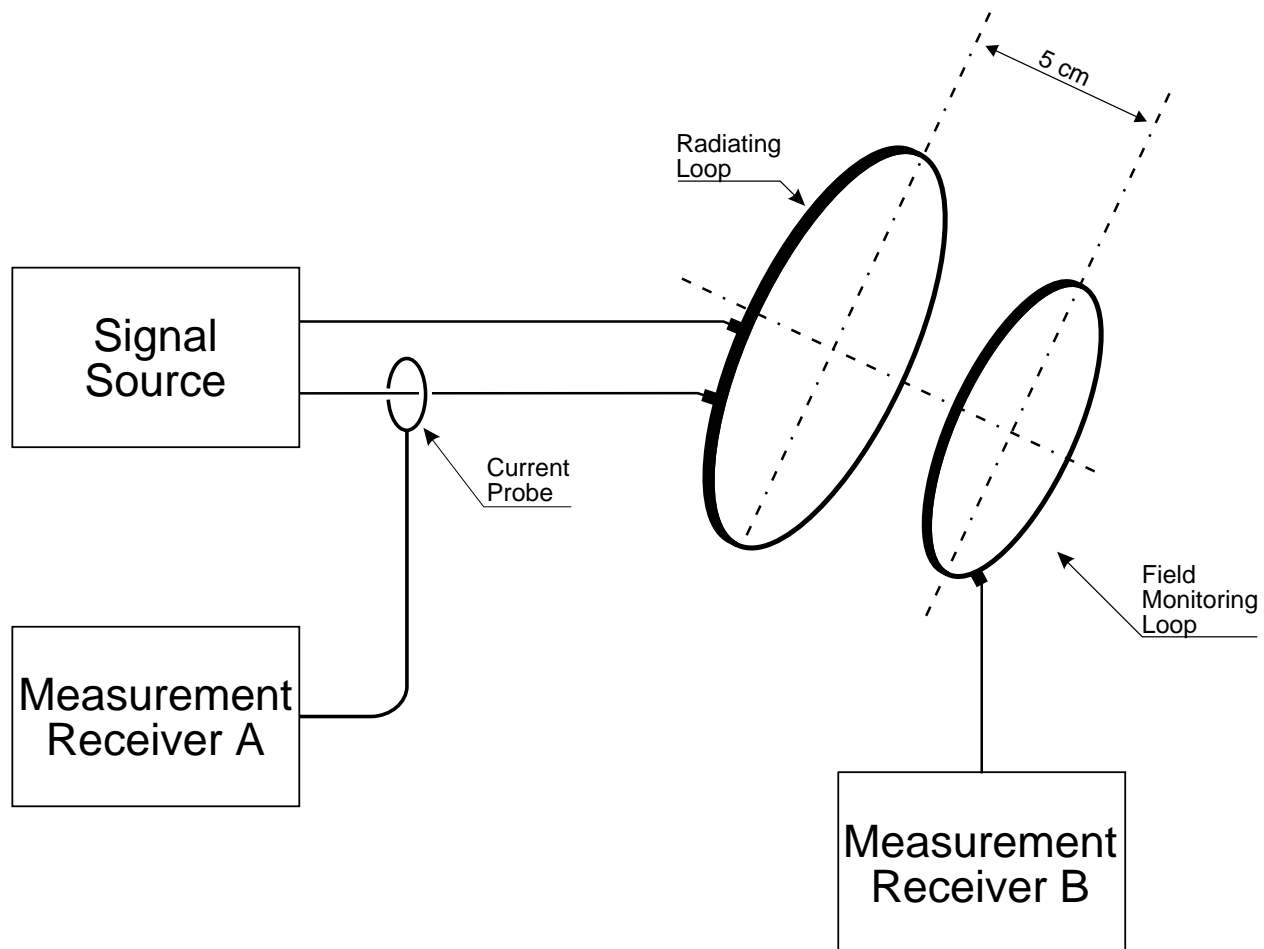 5 cm
Radiating
Loop
Signal
Source
Current
Probe
Field
Monitoring
Loop
Measurement
Receiver A
Measurement
Receiver B